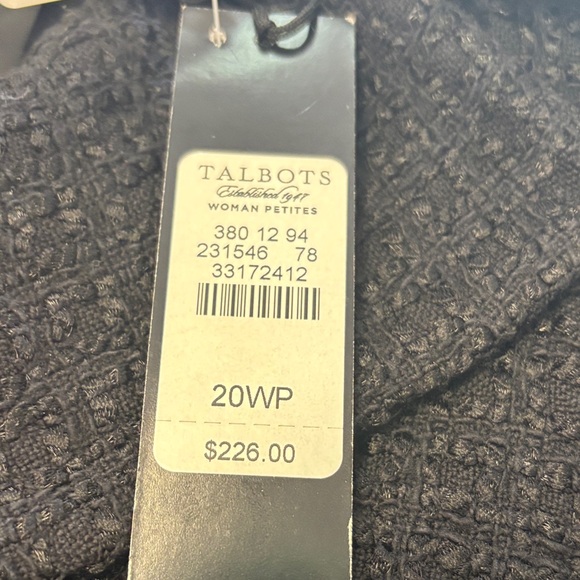 TALBOTS
Established 1947
WOMAN PETITES
380 12 94
231546 78
33172412
20WP
$226.00